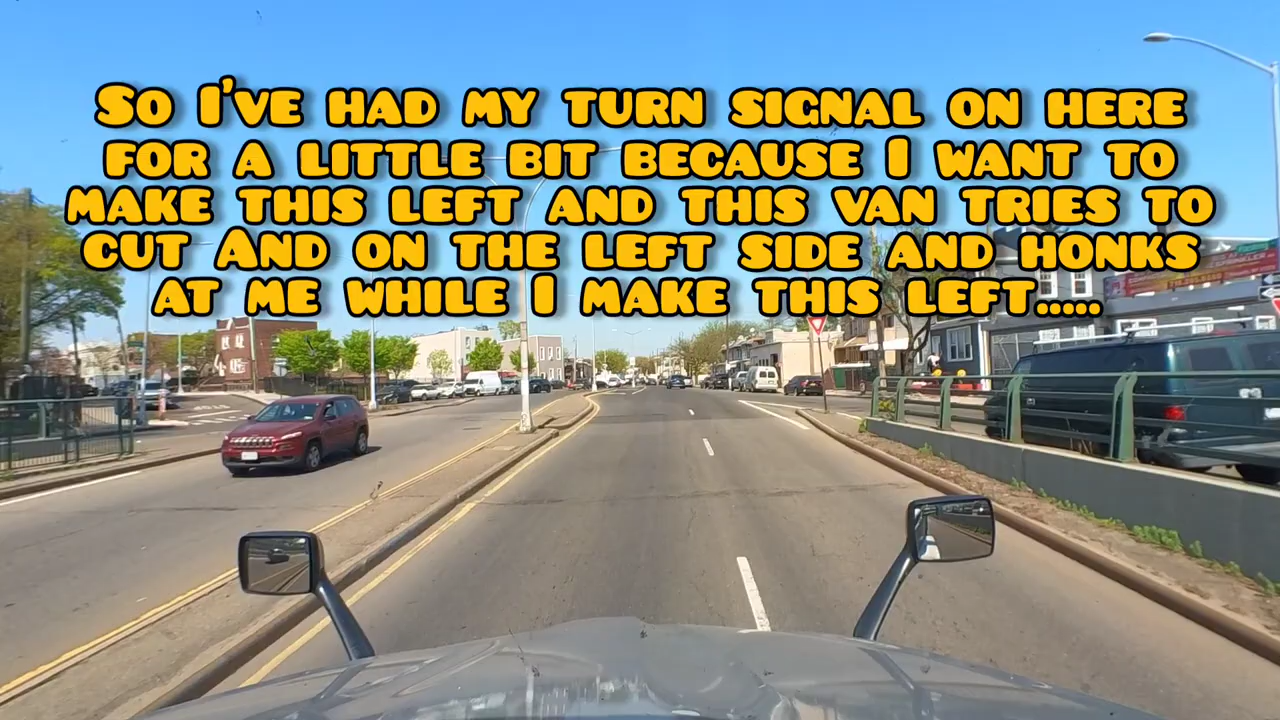 So I've had my turn signal on here
for a little bit because I want to
make this left and this van tries to
cut And on the left side and honks
at me while I make this left.....